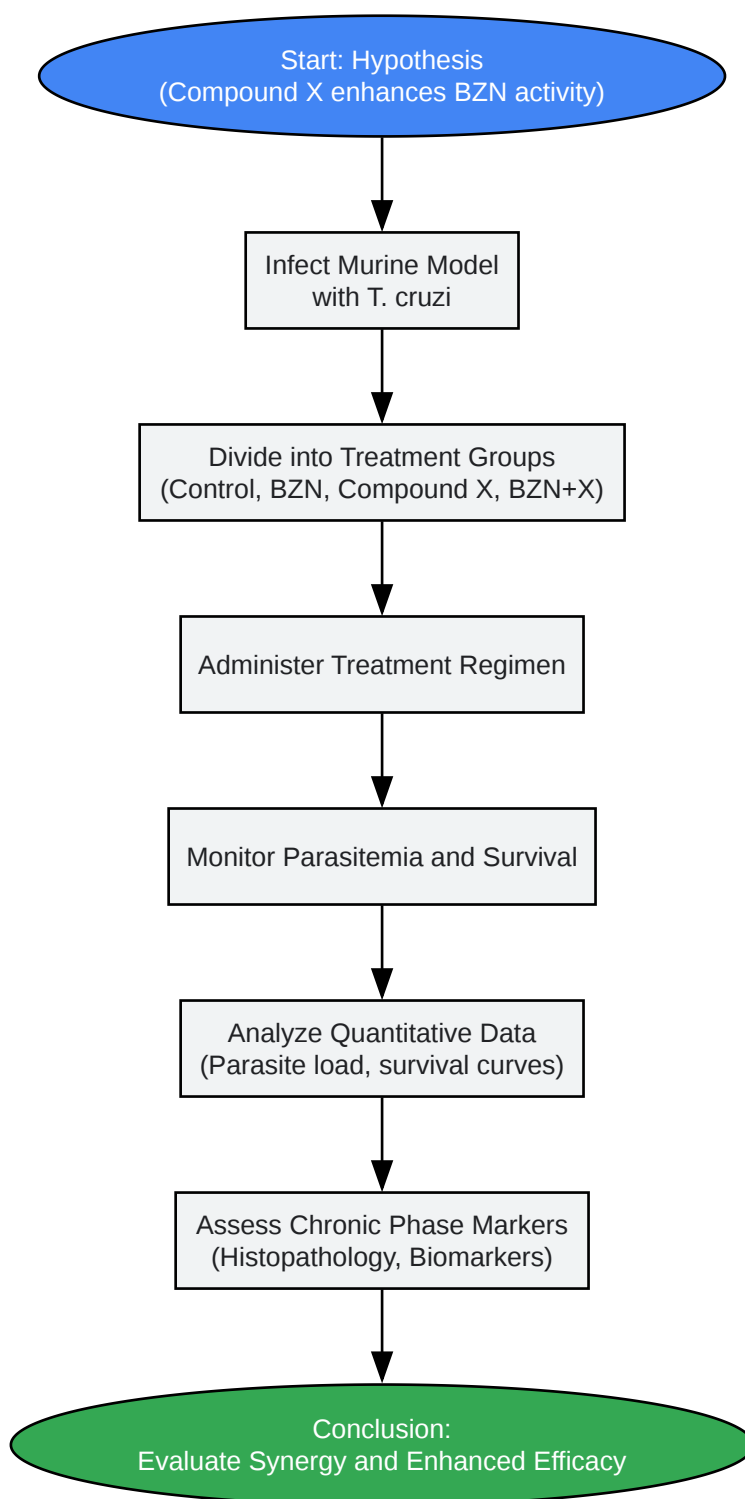 Start: Hypothesis
(Compound X enhances BZN activity)
Infect Murine Model
with T. cruzi
Divide into Treatment Groups
(Control, BZN, Compound X, BZN+X)
Administer Treatment Regimen
Monitor Parasitemia and Survival
Analyze Quantitative Data
(Parasite load, survival curves)
Assess Chronic Phase Markers
(Histopathology, Biomarkers)
Conclusion:
Evaluate Synergy and Enhanced Efficacy